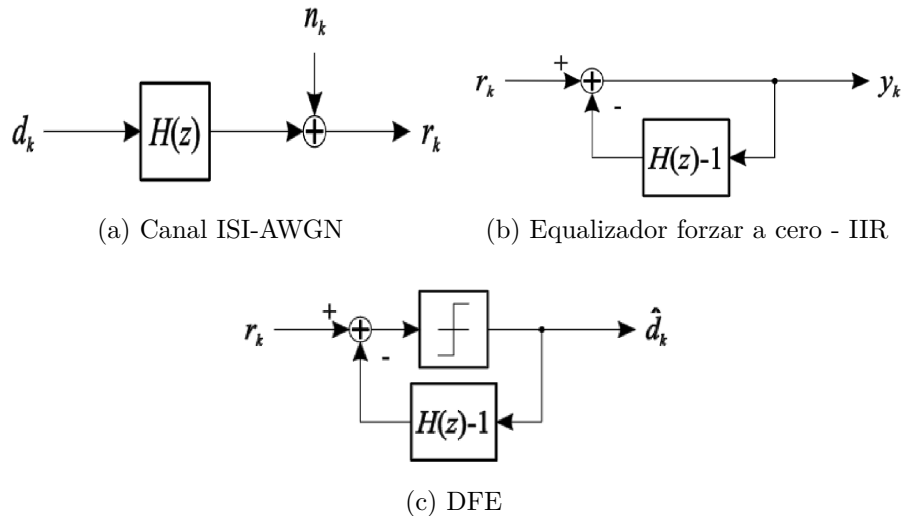 n_k
d_k H(z) + r_k
(a) Canal ISI-AWGN
r_k + + y_k
-
H(z)-1
(b) Equalizador forzar a cero - IIR
r_k + + d̂_k
-
H(z)-1
(c) DFE